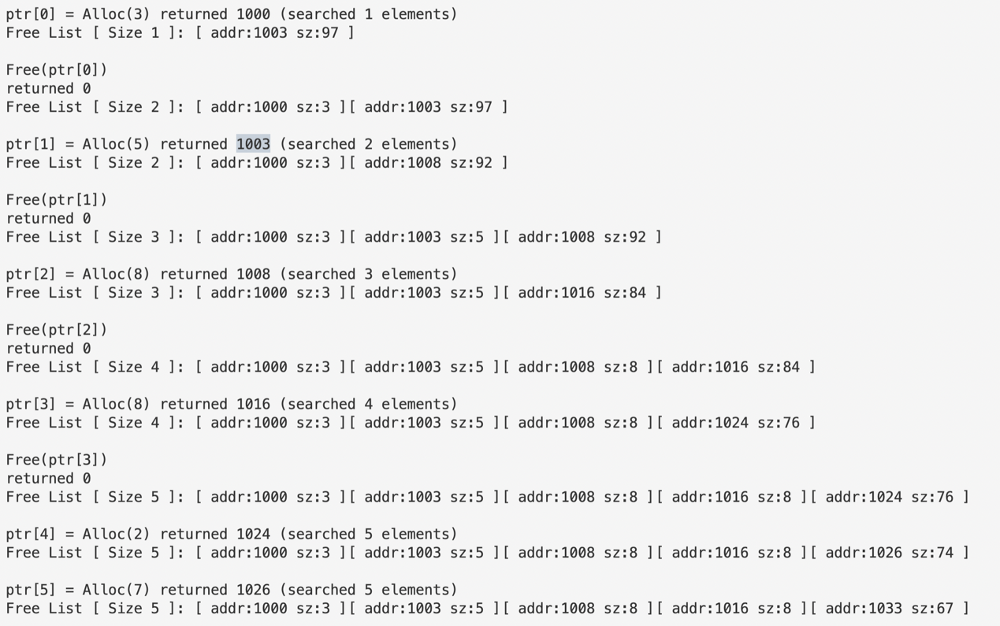 ptr[0] = Alloc(3) returned 1000 (searched 1 elements)
Free List [ Size 1 ]: [ addr:1003 sz:97 ]
Free(ptr[0])
returned 0
Free List [ Size 2 ]: [ addr:1000 sz:3 ][ addr:1003 sz:97 ]
ptr[1] = Alloc(5) returned 1003 (searched 2 elements)
Free List [ Size 2 ]: [ addr:1000 sz:3 ][ addr:1008 sz:92 ]
Free(ptr[1])
returned 0
Free List [ Size 3 ]: [ addr:1000 sz:3 ][ addr:1003 sz:5 ][ addr:1008 sz:92 ]
ptr[2] = Alloc(8) returned 1008 (searched 3 elements)
Free List [ Size 3 ]: [ addr:1000 sz:3 ][ addr:1003 sz:5 ][ addr:1016 sz:84 ]
Free(ptr[2])
returned 0
Free List [ Size 4 ]: [ addr:1000 sz:3 ][ addr:1003 sz:5 ][ addr:1008 sz:8 ][ addr:1016 sz:84 ]
ptr[3] = Alloc(8) returned 1016 (searched 4 elements)
Free List [ Size 4 ]: [ addr:1000 sz:3 ][ addr:1003 sz:5 ][ addr:1008 sz:8 ][ addr:1024 sz:76 ]
Free(ptr[3])
returned 0
Free List [ Size 5 ]: [ addr:1000 sz:3 ][ addr:1003 sz:5 ][ addr:1008 sz:8 ][ addr:1016 sz:8 ][ addr:1024 sz:76 ]
ptr[4] = Alloc(2) returned 1024 (searched 5 elements)
Free List [ Size 5 ]: [ addr:1000 sz:3 ][ addr:1003 sz:5 ][ addr:1008 sz:8 ][ addr:1016 sz:8 ][ addr:1026 sz:74 ]
ptr[5] = Alloc(7) returned 1026 (searched 5 elements)
Free List [ Size 5 ]: [ addr:1000 sz:3 ][ addr:1003 sz:5 ][ addr:1008 sz:8 ][ addr:1016 sz:8 ][ addr:1033 sz:67 ]